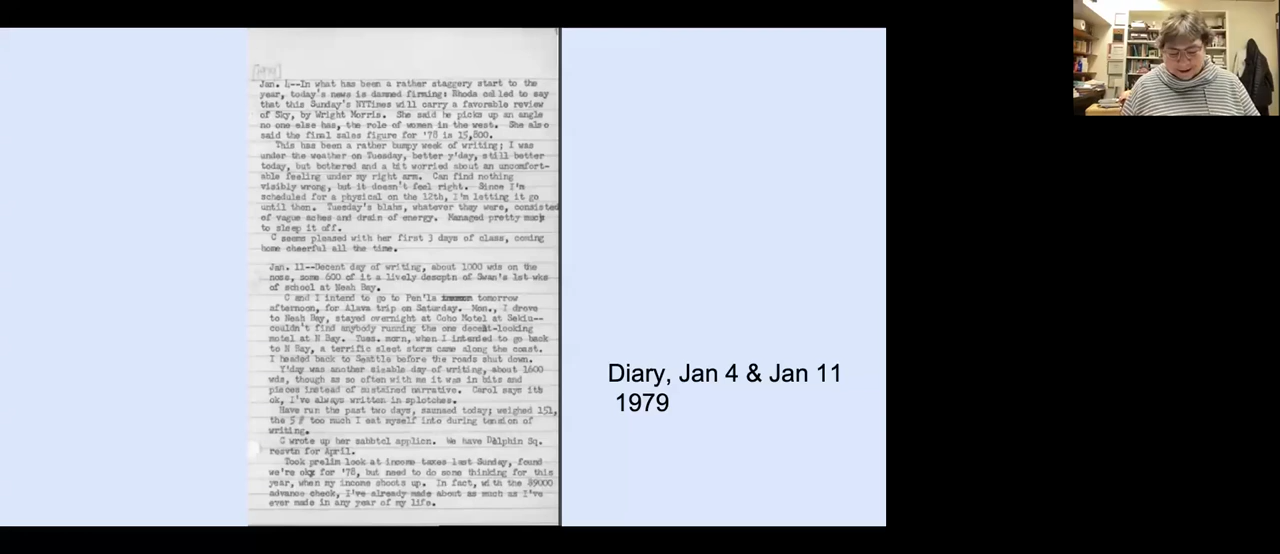 Jan. 4--In what has been a rather staggery start to the
year, today's news is damned firming: Rhoda called to say
that this Sunday's NYTimes will carry a favorable review
of Sky, by Wright Morris. She said he picks up an angle
no one else has, the role of women in the west. She also
said the final sales figure for '78 is 15,800.
This has been a rather bumpy week of writing; I was
under the weather on Tuesday, better y'day, still better
today, but bothered and a bit worried about an uncomfort-
able feeling under my right arm. Can find nothing
visibly wrong, but it doesn't feel right. Since I'm
scheduled for a physical on the 12th, I'm letting it go
until then. Tuesday's blahs, whatever they were, consisted
of vague aches and drain of energy. Managed pretty much
to sleep it off.
C seems pleased with her first 3 days of class, coming
home cheerful all the time.
Jan. 11--Decent day of writing, about 1000 wds on the
nose, some 600 of it a lively descptn of Swan's 1st wks
of school at Neah Bay.
C and I intend to go to Pen'la tomorrow
afternoon, for Alava trip on Saturday. Mon., I drove
to Neah Bay, stayed overnight at Coho Motel at Sekiu--
couldn't find anybody running the one decent-looking
motel at N Bay. Tues. morn, when I intended to go back
to N Bay, a terrific sleet storm came along the coast.
I headed back to Seattle before the roads shut down.
Y'day was another sizable day of writing, about 1600
wds, though as so often with me it was in bits and
pieces instead of sustained narrative. Carol says its
ok, I've always written in splotches.
Have run the past two days, saunaed today; weighed 151,
the 5 # too much I eat myself into during tension of
writing.
C wrote up her sabbtcl applicn. We have Dolphin Sq.
resvtn for April.
Took prelim look at income taxes last Sunday, found
we're okx for '78, but need to do some thinking for this
year, when my income shoots up. In fact, with the $9000
advance check, I've already made about as much as I've
ever made in any year of my life.
Diary, Jan 4 & Jan 11
1979